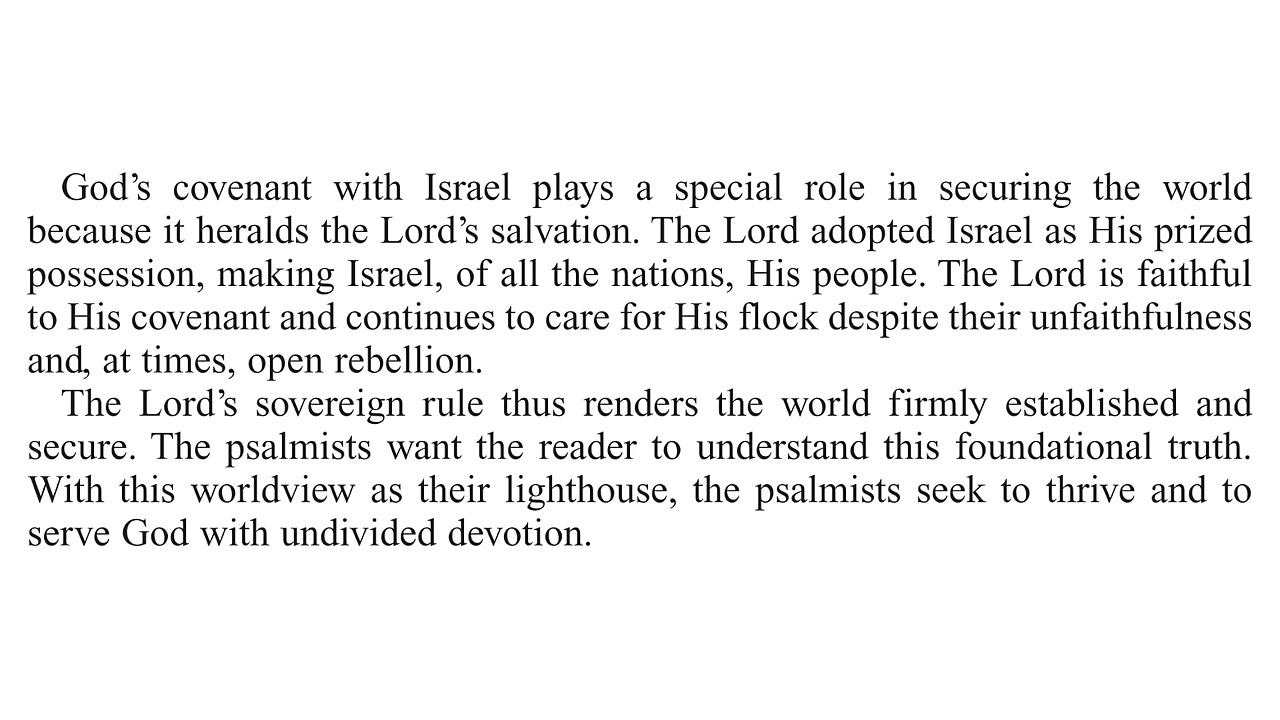 God’s covenant with Israel plays a special role in securing the world
because it heralds the Lord’s salvation. The Lord adopted Israel as His prized
possession, making Israel, of all the nations, His people. The Lord is faithful
to His covenant and continues to care for His flock despite their unfaithfulness
and, at times, open rebellion.
The Lord’s sovereign rule thus renders the world firmly established and
secure. The psalmists want the reader to understand this foundational truth.
With this worldview as their lighthouse, the psalmists seek to thrive and to
serve God with undivided devotion.